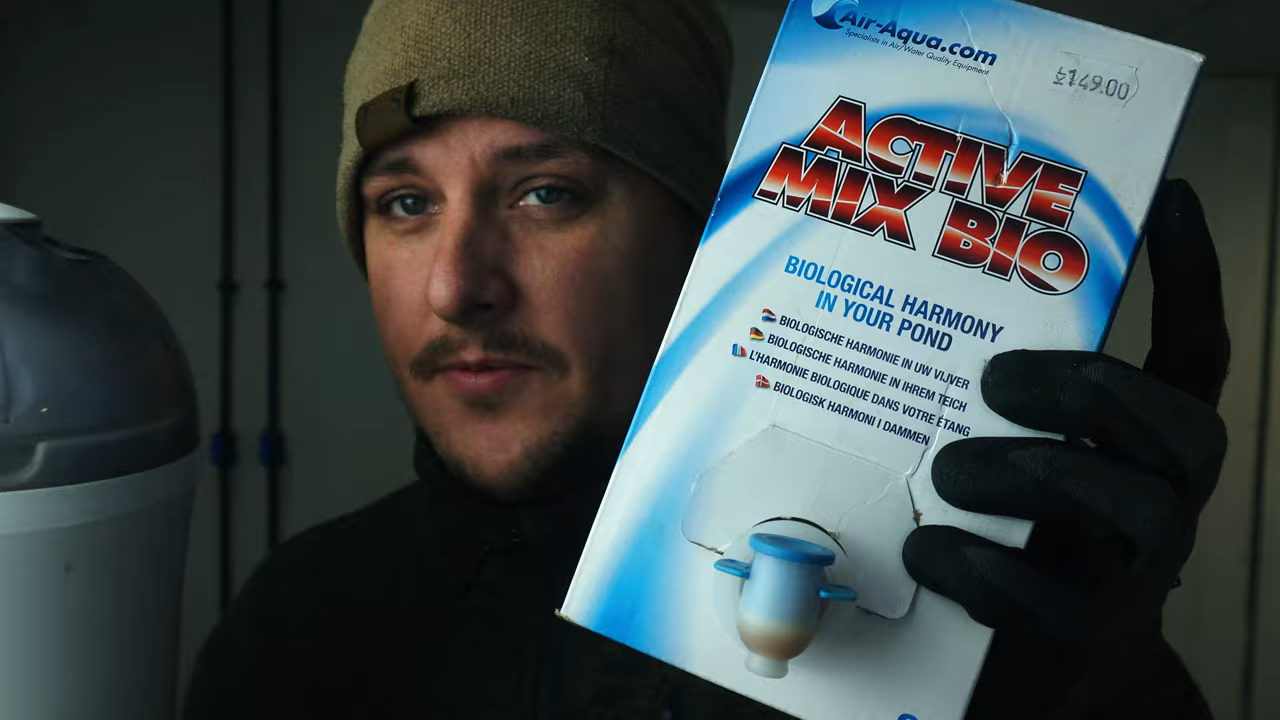 Air-Aqua.com
Specialists in Air/Water Quality Equipment
£149.00
ACTIVE
MIX BIO
BIOLOGICAL HARMONY
IN YOUR POND
BIOLOGISCHE HARMONIE IN UW VIJVER
BIOLOGISCHE HARMONIE IN IHREM TEICH
L'HARMONIE BIOLOGIQUE DANS VOTRE ÉTANG
BIOLOGISK HARMONI I DAMMEN